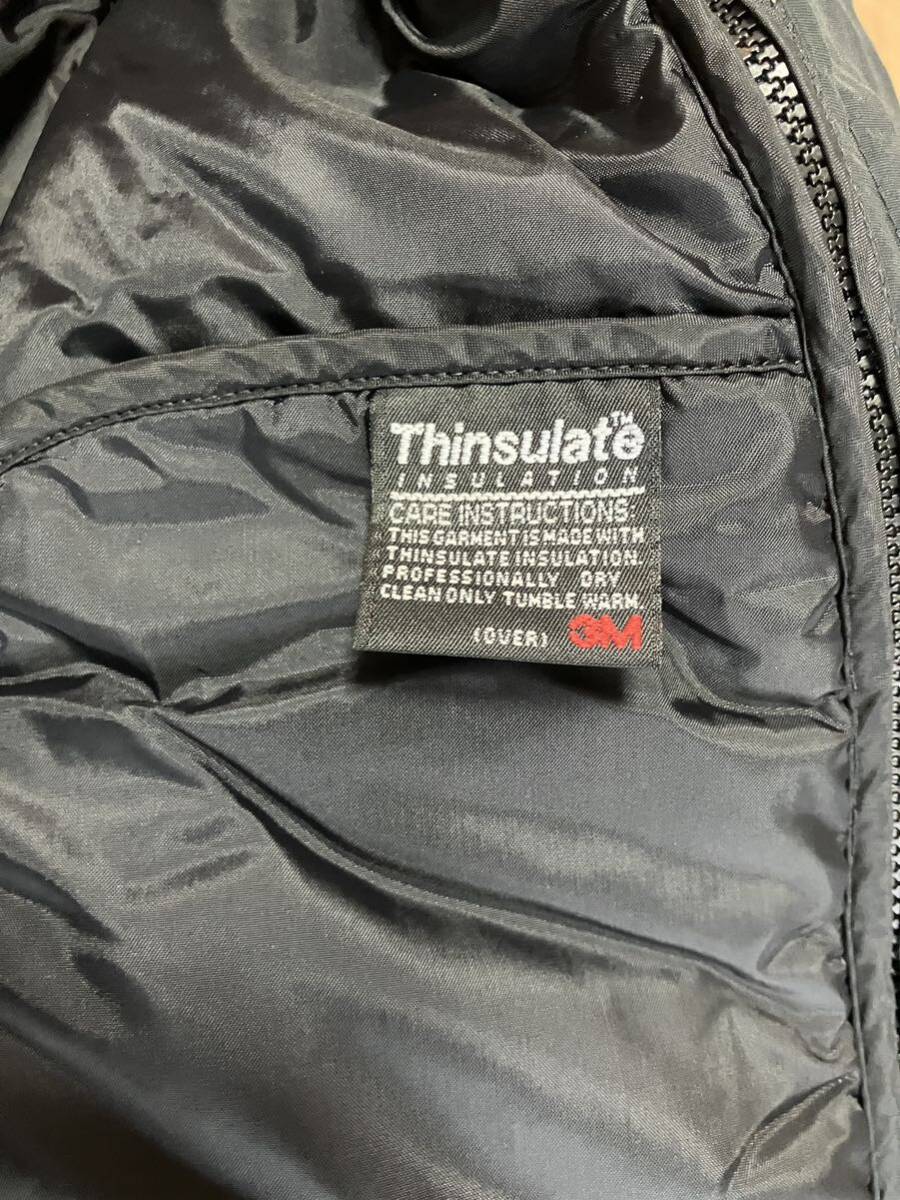 Thinsulate™
INSULATION
CARE INSTRUCTIONS:
THIS GARMENT IS MADE WITH
THINSULATE INSULATION.
PROFESSIONALLY DRY
CLEAN ONLY TUMBLE WARM.
(OVER) 3M